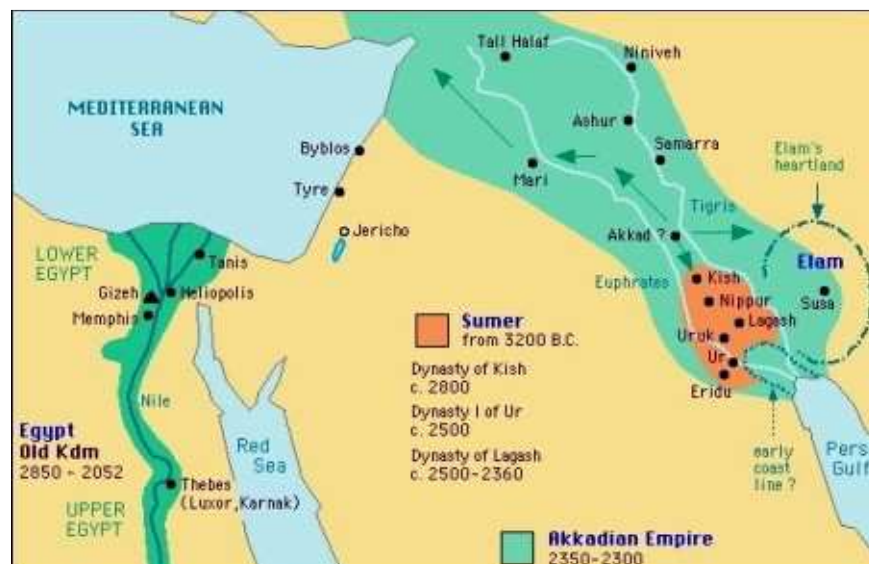 Tall Halaf
Niniveh
MEDITERRANEAN
SEA
Ashur
Samarra
Elam's
heartland
Byblos
Mari
Tyre
Tigris
Jericho
Akkad ?
LOWER
EGYPT
Tanis
Elam
Euphrates
Kish
Gizeh
Heliopolis
Nippur
Susa
Memphis
Sumer
from 3200 B.C.
Lagash
Uruk
Ur
Eridu
Dynasty of Kish
c. 2800
Dynasty I of Ur
c. 2500
Dynasty of Lagash
c. 2500-2360
Nile
Egypt
Old Kdm
2850 - 2052
Red
Sea
early
coast
line ?
Pers
Gulf
Thebes
(Luxor,Karnak)
UPPER
EGYPT
Akkadian Empire
2350-2300